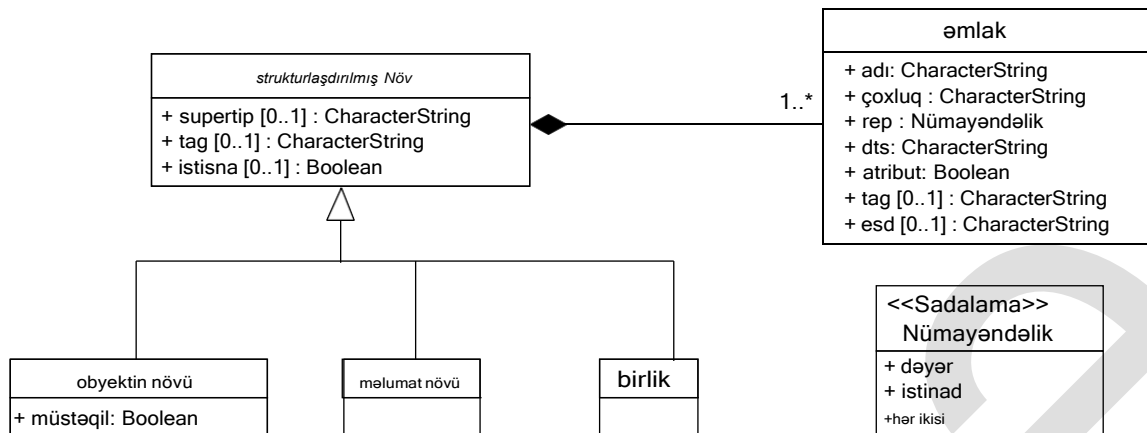 strukturlaşdırılmış Növ
+ supertip [0..1] : CharacterString
+ tag [0..1] : CharacterString
+ istisna [0..1] : Boolean
1..*
əmlak
+ adı: CharacterString
+ çoxluq : CharacterString
+ rep : Nümayəndəlik
+ dts: CharacterString
+ atribut: Boolean
+ tag [0..1] : CharacterString
+ esd [0..1] : CharacterString
obyektin növü
+ müstəqil: Boolean
məlumat növü
birlik
<<Sadalama>>
Nümayəndəlik
+ dəyər
+ istinad
+hər ikisi